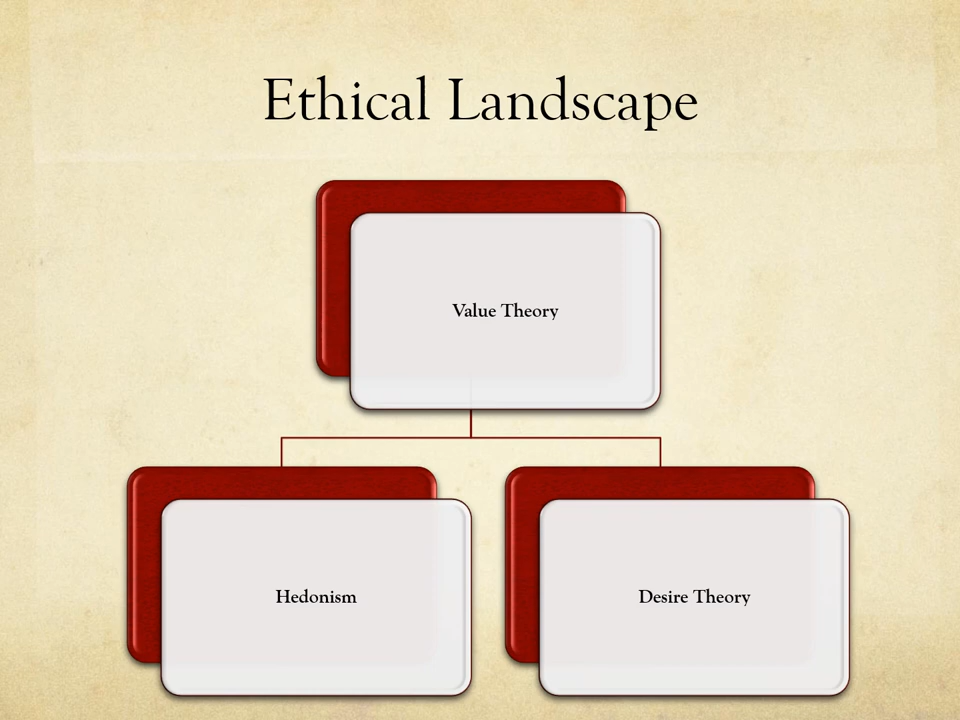 Ethical Landscape
Value Theory
Hedonism
Desire Theory